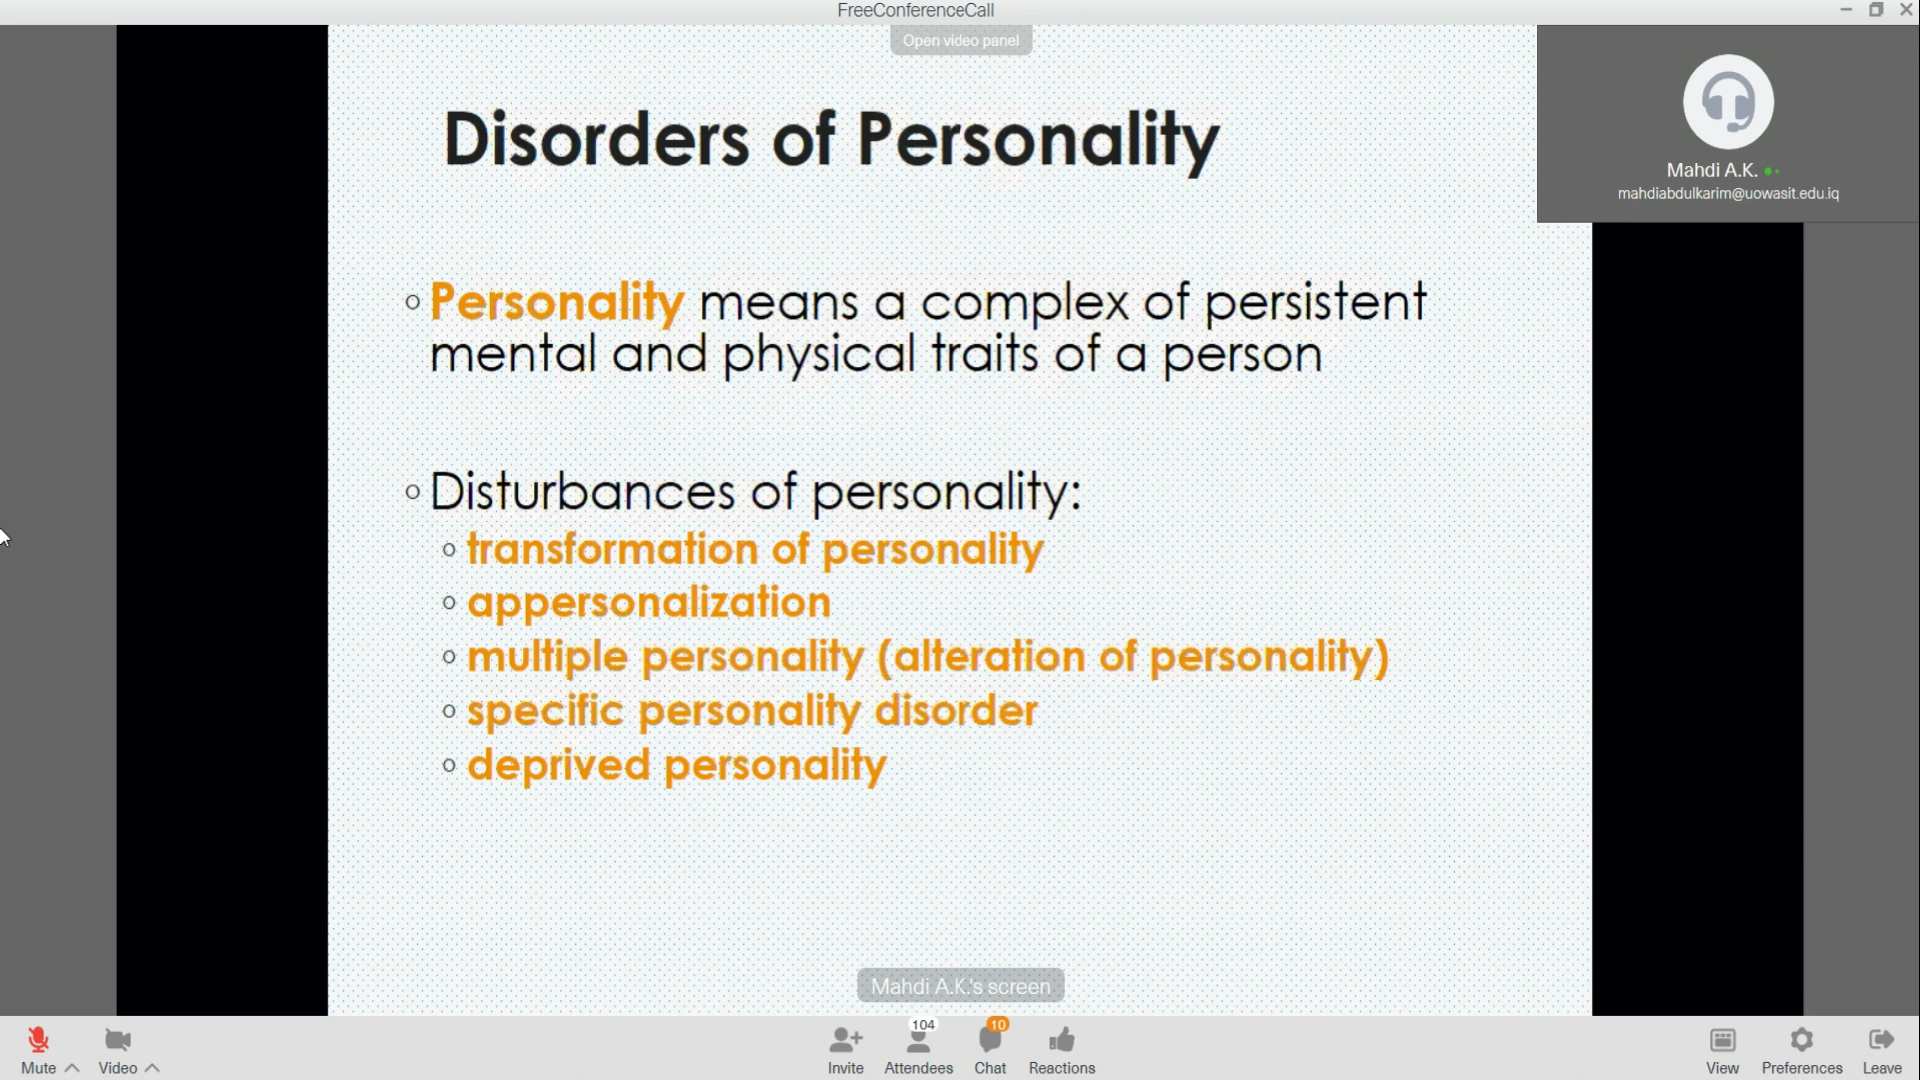 FreeConferenceCall
Open video panel
Disorders of Personality
Mahdi A.K.
mahdiabdulkarim@uowasit.edu.iq
Personality means a complex of persistent
mental and physical traits of a person
Disturbances of personality:
transformation of personality
appersonalization
multiple personality (alteration of personality)
specific personality disorder
deprived personality
Mahdi A.K.'s screen
104
10
Mute
Video
Invite
Attendees
Chat
Reactions
View
Preferences
Leave